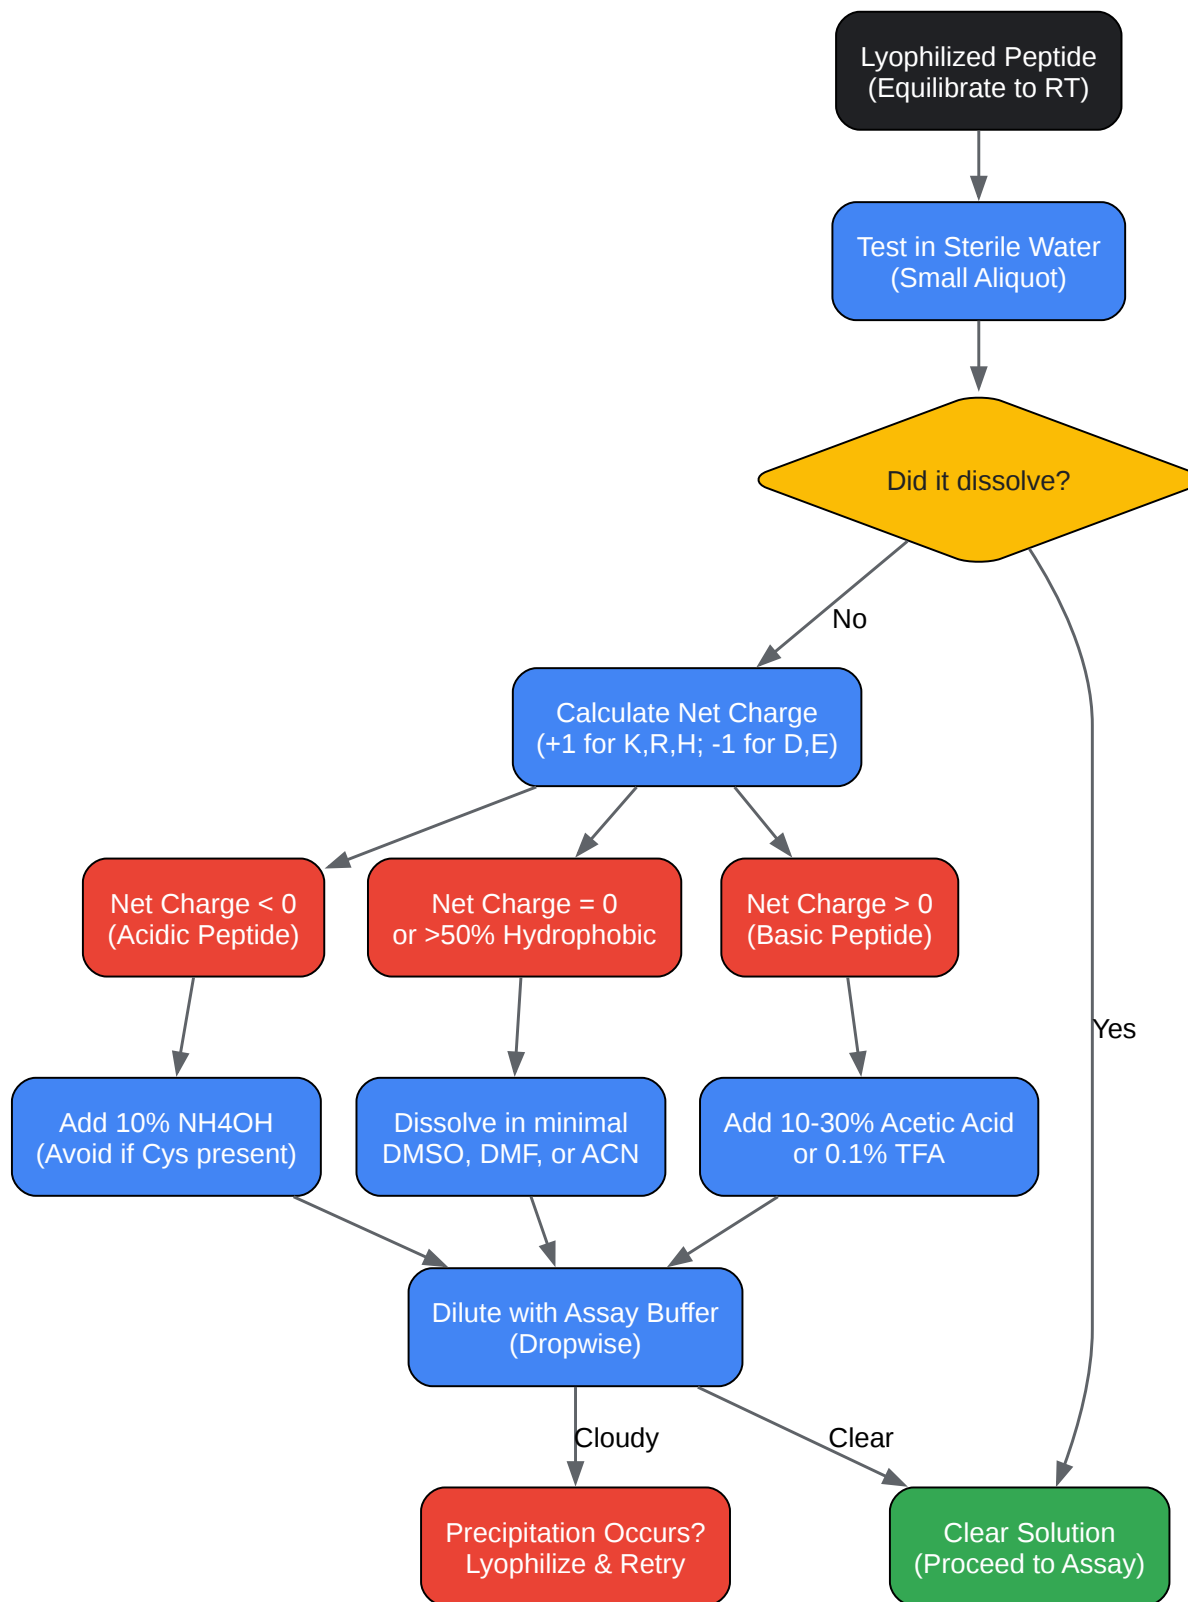 Lyophilized Peptide
(Equilibrate to RT)
Test in Sterile Water
(Small Aliquot)
Did it dissolve?
No
Calculate Net Charge
(+1 for K,R,H; -1 for D,E)
Net Charge < 0
(Acidic Peptide)
Net Charge = 0
or >50% Hydrophobic
Net Charge > 0
(Basic Peptide)
Yes
Add 10% NH4OH
(Avoid if Cys present)
Dissolve in minimal
DMSO, DMF, or ACN
Add 10-30% Acetic Acid
or 0.1% TFA
Dilute with Assay Buffer
(Dropwise)
Cloudy
Clear
Precipitation Occurs?
Lyophilize & Retry
Clear Solution
(Proceed to Assay)